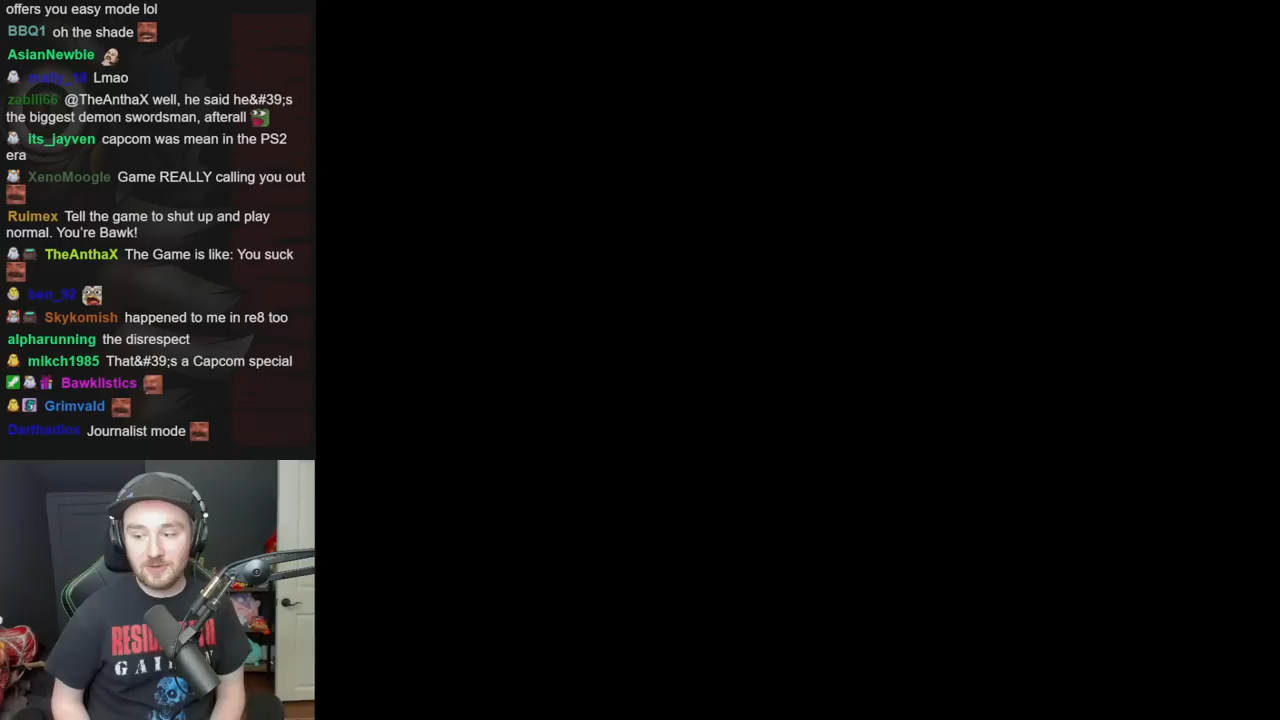 offers you easy mode lol
BBQ1 oh the shade
AsianNewbie
Lmao
zablil66 @TheAnthaX well, he said he&#39;s
the biggest demon swordsman, afterall
its_jayven capcom was mean in the PS2
era
XenoMoogle Game REALLY calling you out
Rulmex Tell the game to shut up and play
normal. You're Bawk!
TheAnthaX The Game is like: You suck
ben_92
Skykomish happened to me in re8 too
alpharunning the disrespect
mikch1985 That&#39;s a Capcom special
Bawklistics
Grimvald
Journalist mode